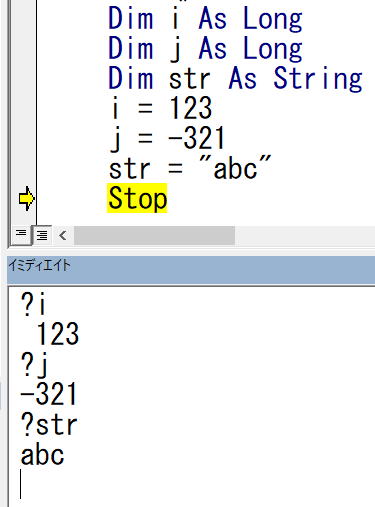 Dim i As Long
Dim j As Long
Dim str As String
i = 123
j = -321
str = "abc"
Stop
イミディエイト
?i
 123
?j
-321
?str
abc